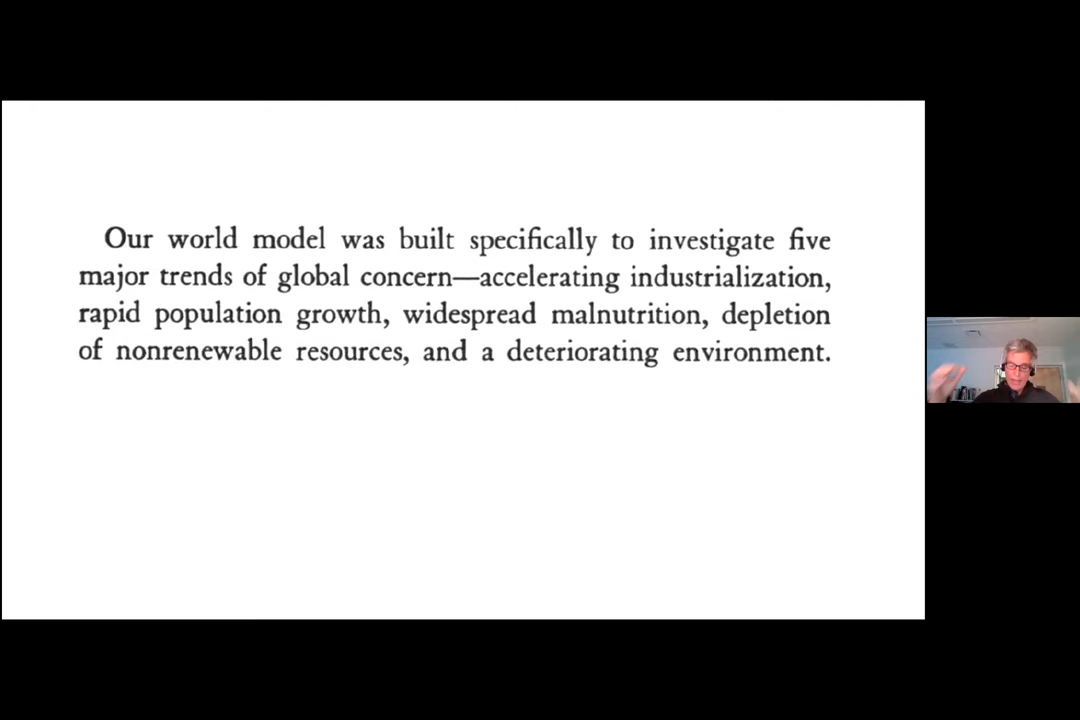 Our world model was built specifically to investigate five
major trends of global concern—accelerating industrialization,
rapid population growth, widespread malnutrition, depletion
of nonrenewable resources, and a deteriorating environment.